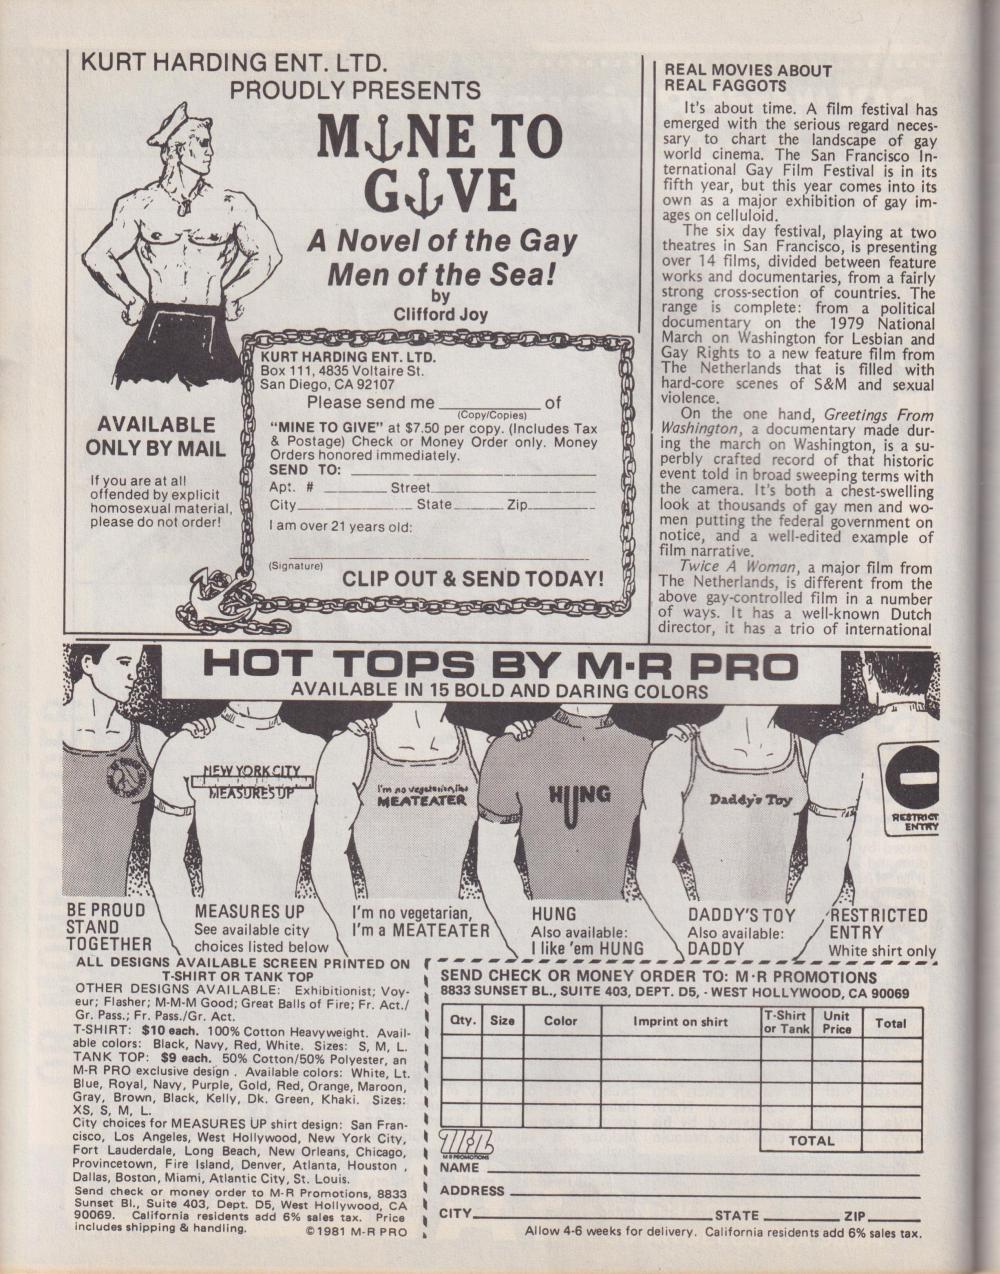 KURT HARDING ENT. LTD.
PROUDLY PRESENTS
MINE TO
GIVE
A Novel of the Gay
Men of the Sea!
by
Clifford Joy
AVAILABLE
ONLY BY MAIL
If you are at all
offended by explicit
homosexual material,
please do not order!
KURT HARDING ENT. LTD.
Box 111, 4835 Voltaire St.
San Diego, CA 92107
Please send me __________ of
(Copy/Copies)
“MINE TO GIVE” at $7.50 per copy. (Includes Tax
& Postage) Check or Money Order only. Money
Orders honored immediately.
SEND TO:
Apt. # ________ Street________
City________ State______ Zip________
I am over 21 years old:
(Signature)
CLIP OUT & SEND TODAY!
REAL MOVIES ABOUT
REAL FAGGOTS
It's about time. A film festival has
emerged with the serious regard neces-
sary to chart the landscape of gay
world cinema. The San Francisco In-
ternational Gay Film Festival is in its
fifth year, but this year comes into its
own as a major exhibition of gay im-
ages on celluloid.
The six day festival, playing at two
theatres in San Francisco, is presenting
over 14 films, divided between feature
works and documentaries, from a fairly
strong cross-section of countries. The
range is complete: from a political
documentary on the 1979 National
March on Washington for Lesbian and
Gay Rights to a new feature film from
The Netherlands that is filled with
hard-core scenes of S&M and sexual
violence.
On the one hand, Greetings From
Washington, a documentary made dur-
ing the march on Washington, is a su-
perbly crafted record of that historic
event told in broad sweeping terms with
the camera. It's both a chest-swelling
look at thousands of gay men and wo-
men putting the federal government on
notice, and a well-edited example of
film narrative.
Twice A Woman, a major film from
The Netherlands, is different from the
above gay-controlled film in a number
of ways. It has a well-known Dutch
director, it has a trio of international
HOT TOPS BY M·R PRO
AVAILABLE IN 15 BOLD AND DARING COLORS
NEW YORK CITY
MEASURES UP
I'm no vegetarian, I'm a
MEATEATER
HUNG
Daddy's Toy
RESTRICT
ENTRY
BE PROUD
STAND
TOGETHER
MEASURES UP
See available city
choices listed below
I'm no vegetarian,
I'm a MEATEATER
HUNG
Also available:
I like 'em HUNG
DADDY'S TOY
Also available:
DADDY
RESTRICTED
ENTRY
White shirt only
ALL DESIGNS AVAILABLE SCREEN PRINTED ON
T-SHIRT OR TANK TOP
OTHER DESIGNS AVAILABLE: Exhibitionist; Voy-
eur; Flasher; M-M-M Good; Great Balls of Fire; Fr. Act./
Gr. Pass.; Fr. Pass./Gr. Act.
T-SHIRT: $10 each. 100% Cotton Heavyweight. Avail-
able colors: Black, Navy, Red, White. Sizes: S, M, L.
TANK TOP: $9 each. 50% Cotton/50% Polyester, an
M-R PRO exclusive design . Available colors: White, Lt.
Blue, Royal, Navy, Purple, Gold, Red, Orange, Maroon,
Gray, Brown, Black, Kelly, Dk. Green, Khaki. Sizes:
XS, S, M, L.
City choices for MEASURES UP shirt design: San Fran-
cisco, Los Angeles, West Hollywood, New York City,
Fort Lauderdale, Long Beach, New Orleans, Chicago,
Provincetown, Fire Island, Denver, Atlanta, Houston ,
Dallas, Boston, Miami, Atlantic City, St. Louis.
Send check or money order to M-R Promotions, 8833
Sunset Bl., Suite 403, Dept. D5, West Hollywood, CA
90069. California residents add 6% sales tax. Price
includes shipping & handling. ©1981 M-R PRO
SEND CHECK OR MONEY ORDER TO: M·R PROMOTIONS
8833 SUNSET BL., SUITE 403, DEPT. D5, - WEST HOLLYWOOD, CA 90069
Qty. Size Color Imprint on shirt T-Shirt or Tank Unit Price Total
TOTAL
M R PROMOTIONS
NAME
ADDRESS
CITY________ STATE ________ ZIP________
Allow 4-6 weeks for delivery. California residents add 6% sales tax.